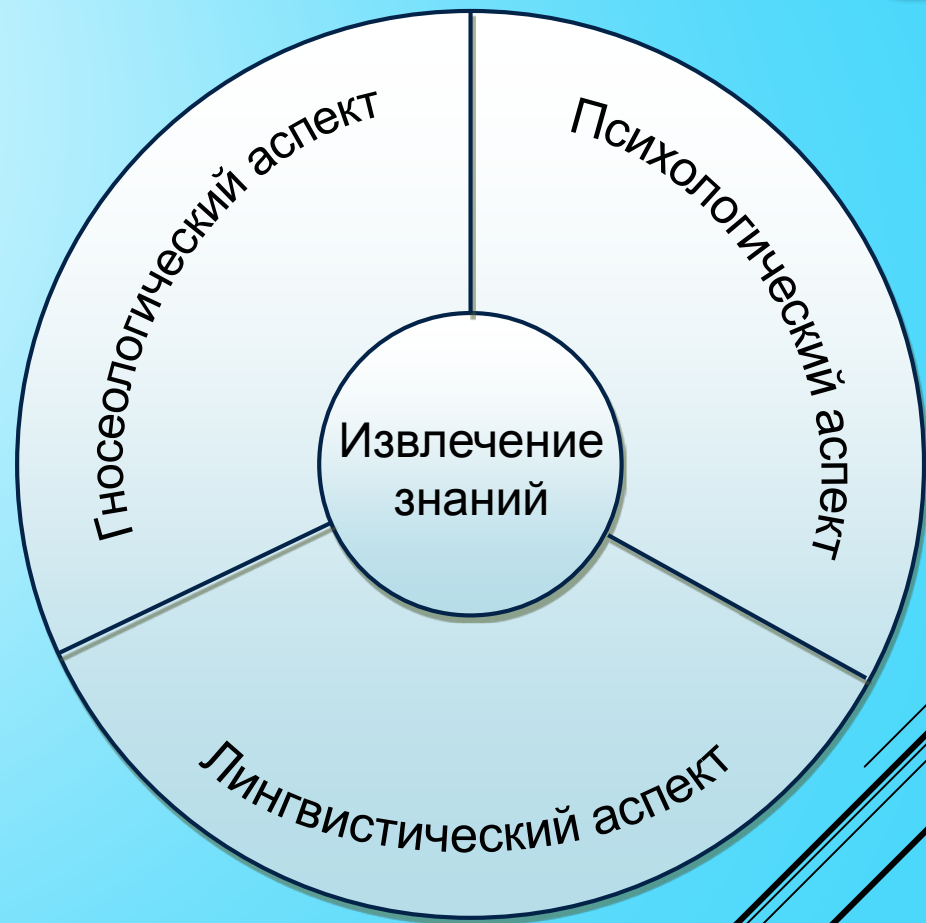 Гносеологический аспект
Психологический аспект
Извлечение
знаний
Лингвистический аспект